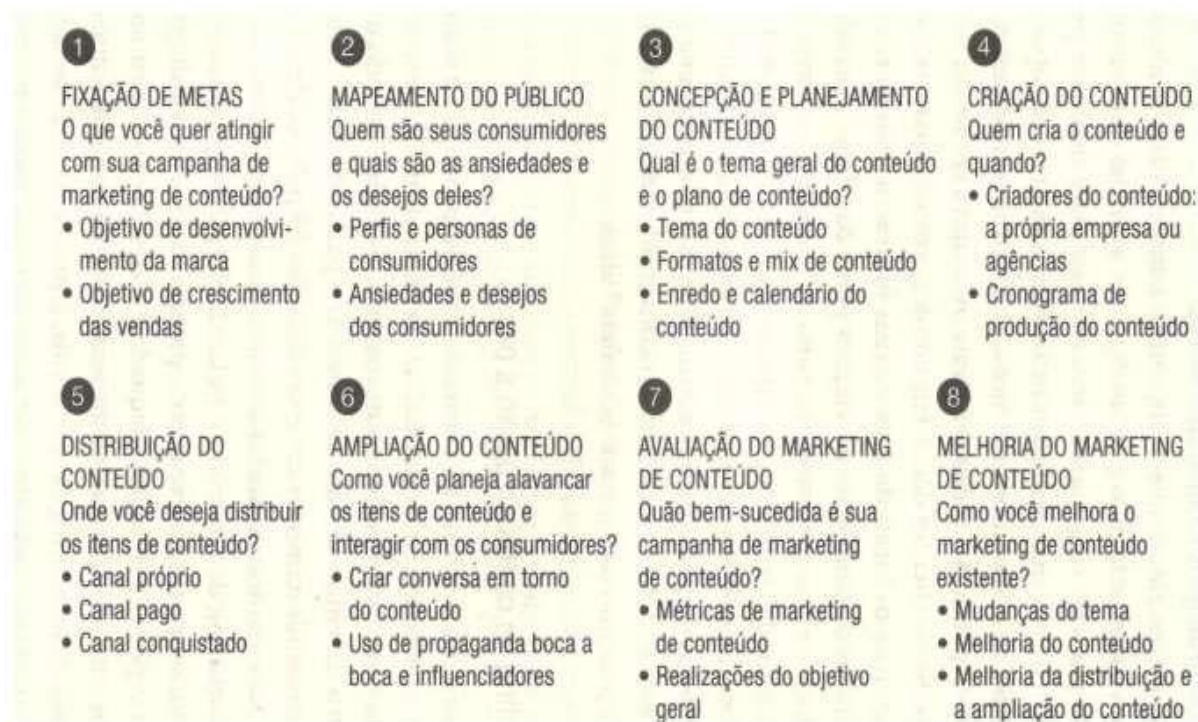 1
FIXAÇÃO DE METAS
O que você quer atingir
com sua campanha de
marketing de conteúdo?
• Objetivo de desenvolvi-
mento da marca
• Objetivo de crescimento
das vendas
2
MAPEAMENTO DO PÚBLICO
Quem são seus consumidores
e quais são as ansiedades e
os desejos deles?
• Perfis e personas de
consumidores
• Ansiedades e desejos
dos consumidores
3
CONCEPÇÃO E PLANEJAMENTO
DO CONTEÚDO
Qual é o tema geral do conteúdo
e o plano de conteúdo?
• Tema do conteúdo
• Formatos e mix de conteúdo
• Enredo e calendário do
conteúdo
4
CRIAÇÃO DO CONTEÚDO
Quem cria o conteúdo e
quando?
• Criadores do conteúdo:
a própria empresa ou
agências
• Cronograma de
produção do conteúdo
5
DISTRIBUIÇÃO DO
CONTEÚDO
Onde você deseja distribuir
os itens de conteúdo?
• Canal próprio
• Canal pago
• Canal conquistado
6
AMPLIAÇÃO DO CONTEÚDO
Como você planeja alavancar
os itens de conteúdo e
interagir com os consumidores?
• Criar conversa em torno
do conteúdo
• Uso de propaganda boca a
boca e influenciadores
7
AVALIAÇÃO DO MARKETING
DE CONTEÚDO
Quão bem-sucedida é sua
campanha de marketing
de conteúdo?
• Métricas de marketing
de conteúdo
• Realizações do objetivo
geral
8
MELHORIA DO MARKETING
DE CONTEÚDO
Como você melhora o
marketing de conteúdo
existente?
• Mudanças do tema
• Melhoria do conteúdo
• Melhoria da distribuição e
a ampliação do conteúdo